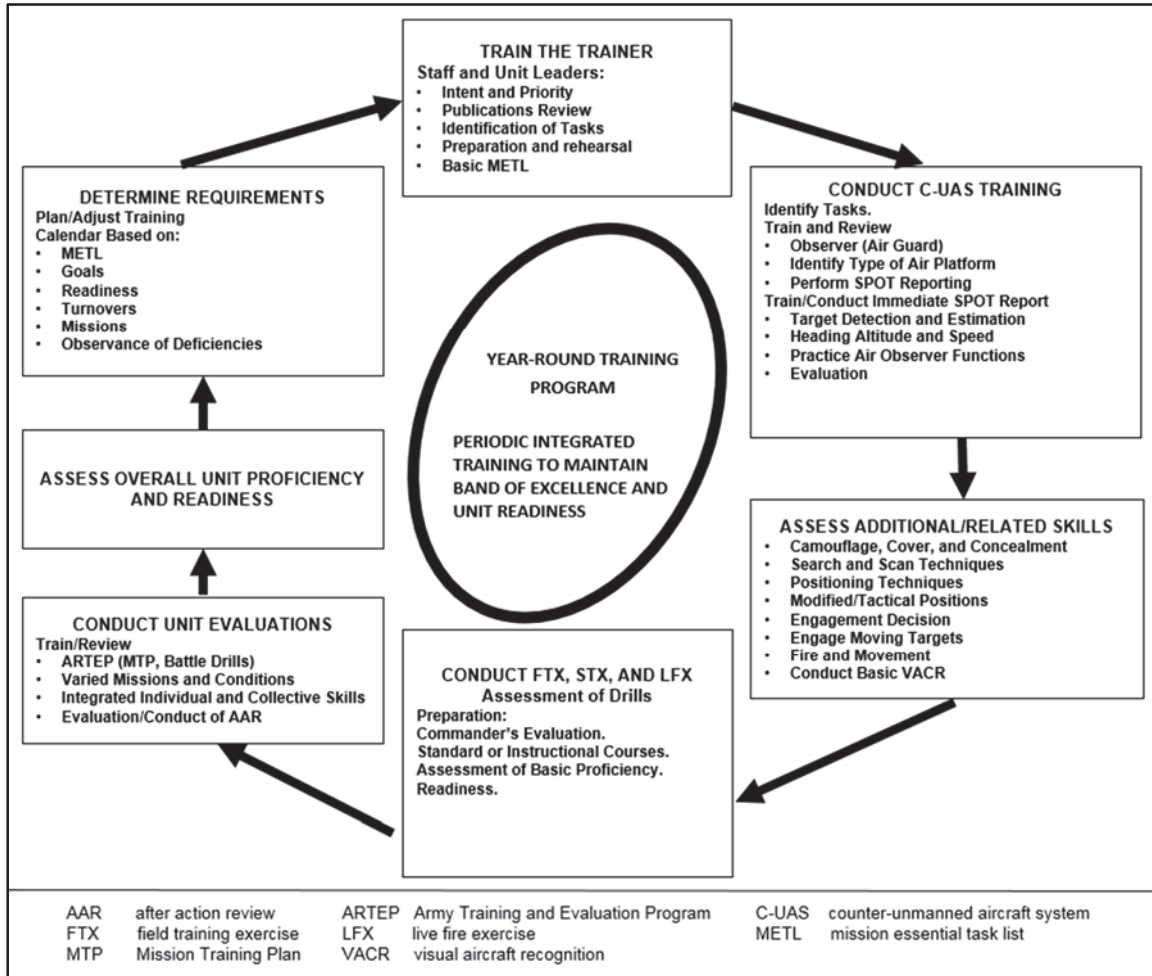 TRAIN THE TRAINER
Staff and Unit Leaders:
• Intent and Priority
• Publications Review
• Identification of Tasks
• Preparation and rehearsal
• Basic METL
DETERMINE REQUIREMENTS
Plan/Adjust Training
Calendar Based on:
• METL
• Goals
• Readiness
• Turnovers
• Missions
• Observance of Deficiencies
CONDUCT C-UAS TRAINING
Identify Tasks.
Train and Review
• Observer (Air Guard)
• Identify Type of Air Platform
• Perform SPOT Reporting
Train/Conduct Immediate SPOT Report
• Target Detection and Estimation
• Heading Altitude and Speed
• Practice Air Observer Functions
• Evaluation
YEAR-ROUND TRAINING
PROGRAM
PERIODIC INTEGRATED
TRAINING TO MAINTAIN
BAND OF EXCELLENCE AND
UNIT READINESS
ASSESS OVERALL UNIT PROFICIENCY
AND READINESS
ASSESS ADDITIONAL/RELATED SKILLS
• Camouflage, Cover, and Concealment
• Search and Scan Techniques
• Positioning Techniques
• Modified/Tactical Positions
• Engagement Decision
• Engage Moving Targets
• Fire and Movement
• Conduct Basic VACR
CONDUCT UNIT EVALUATIONS
Train/Review
• ARTEP (MTP, Battle Drills)
• Varied Missions and Conditions
• Integrated Individual and Collective Skills
• Evaluation/Conduct of AAR
CONDUCT FTX, STX, and LFX
Assessment of Drills
Preparation:
Commander's Evaluation.
Standard or Instructional Courses.
Assessment of Basic Proficiency.
Readiness.
AAR after action review ARTEP Army Training and Evaluation Program C-UAS counter-unmanned aircraft system
FTX field training exercise LFX live fire exercise METL mission essential task list
MTP Mission Training Plan VACR visual aircraft recognition